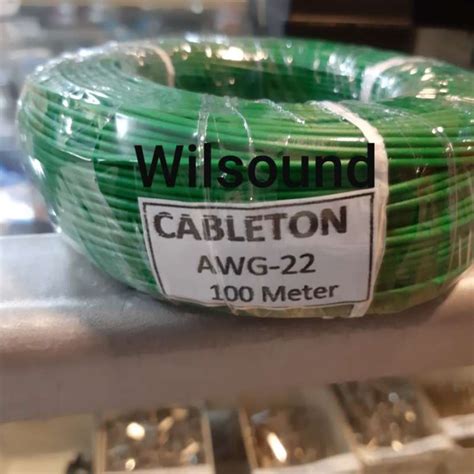 Wilsound
CABLETON
AWG-22
100 Meter